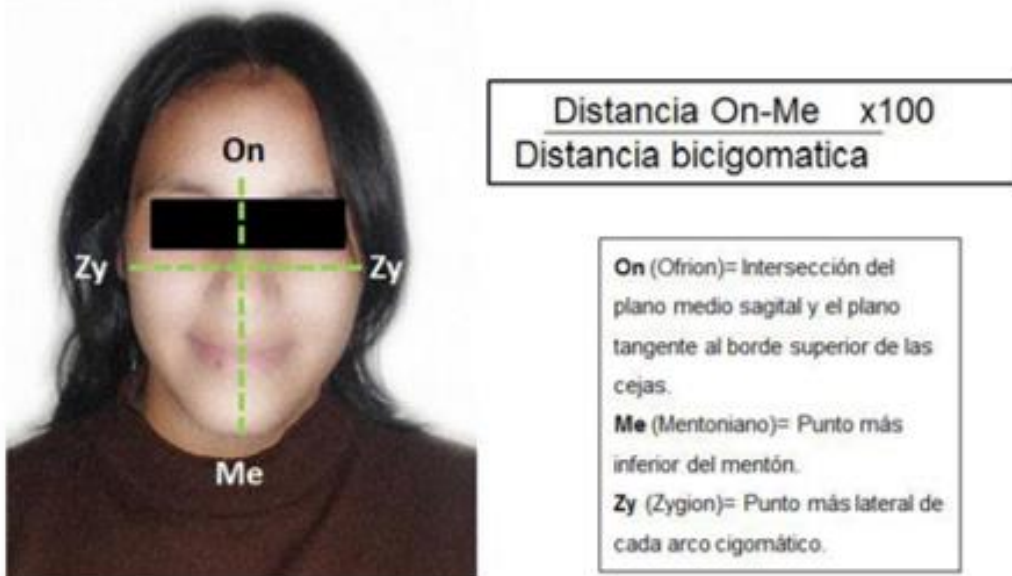 On
Zy
Zy
Me
Distancia On-Me x100
Distancia bicigomatica
On (Ofrion)= Intersección del
plano medio sagital y el plano
tangente al borde superior de las
cejas.
Me (Mentoniano)= Punto más
inferior del mentón.
Zy (Zygion)= Punto más lateral de
cada arco cigomático.